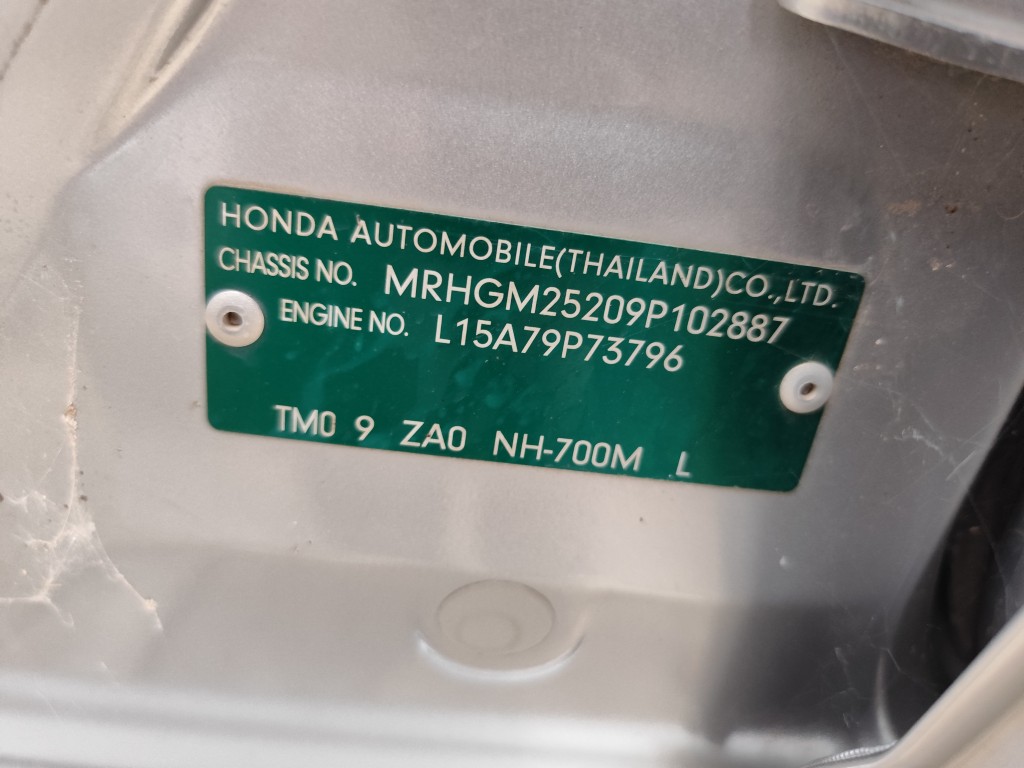 HONDA AUTOMOBILE(THAILAND)CO.,LTD.
CHASSIS NO. MRHGM25209P102887
ENGINE NO. L15A79P73796
TM0 9 ZA0 NH-700M L